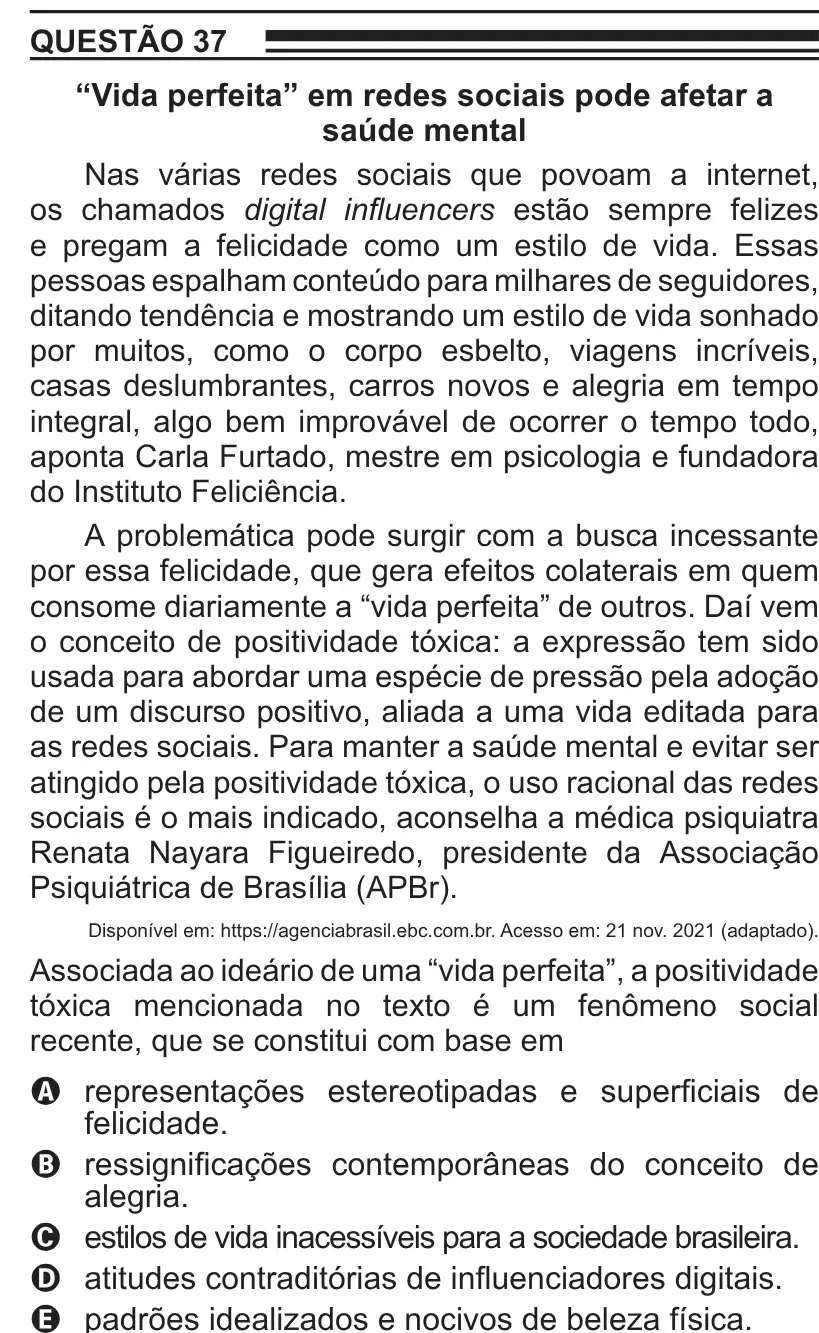 QUESTÃO 37
“Vida perfeita” em redes sociais pode afetar a
saúde mental
Nas várias redes sociais que povoam a internet,
os chamados digital influencers estão sempre felizes
e pregam a felicidade como um estilo de vida. Essas
pessoas espalham conteúdo para milhares de seguidores,
ditando tendência e mostrando um estilo de vida sonhado
por muitos, como o corpo esbelto, viagens incríveis,
casas deslumbrantes, carros novos e alegria em tempo
integral, algo bem improvável de ocorrer o tempo todo,
aponta Carla Furtado, mestre em psicologia e fundadora
do Instituto Feliciência.
A problemática pode surgir com a busca incessante
por essa felicidade, que gera efeitos colaterais em quem
consome diariamente a “vida perfeita” de outros. Daí vem
o conceito de positividade tóxica: a expressão tem sido
usada para abordar uma espécie de pressão pela adoção
de um discurso positivo, aliada a uma vida editada para
as redes sociais. Para manter a saúde mental e evitar ser
atingido pela positividade tóxica, o uso racional das redes
sociais é o mais indicado, aconselha a médica psiquiatra
Renata Nayara Figueiredo, presidente da Associação
Psiquiátrica de Brasília (APBr).
Disponível em: https://agenciabrasil.ebc.com.br. Acesso em: 21 nov. 2021 (adaptado).
Associada ao ideário de uma “vida perfeita”, a positividade
tóxica mencionada no texto é um fenômeno social
recente, que se constitui com base em
A representações estereotipadas e superficiais de
felicidade.
B ressignificações contemporâneas do conceito de
alegria.
C estilos de vida inacessíveis para a sociedade brasileira.
D atitudes contraditórias de influenciadores digitais.
E padrões idealizados e nocivos de beleza física.